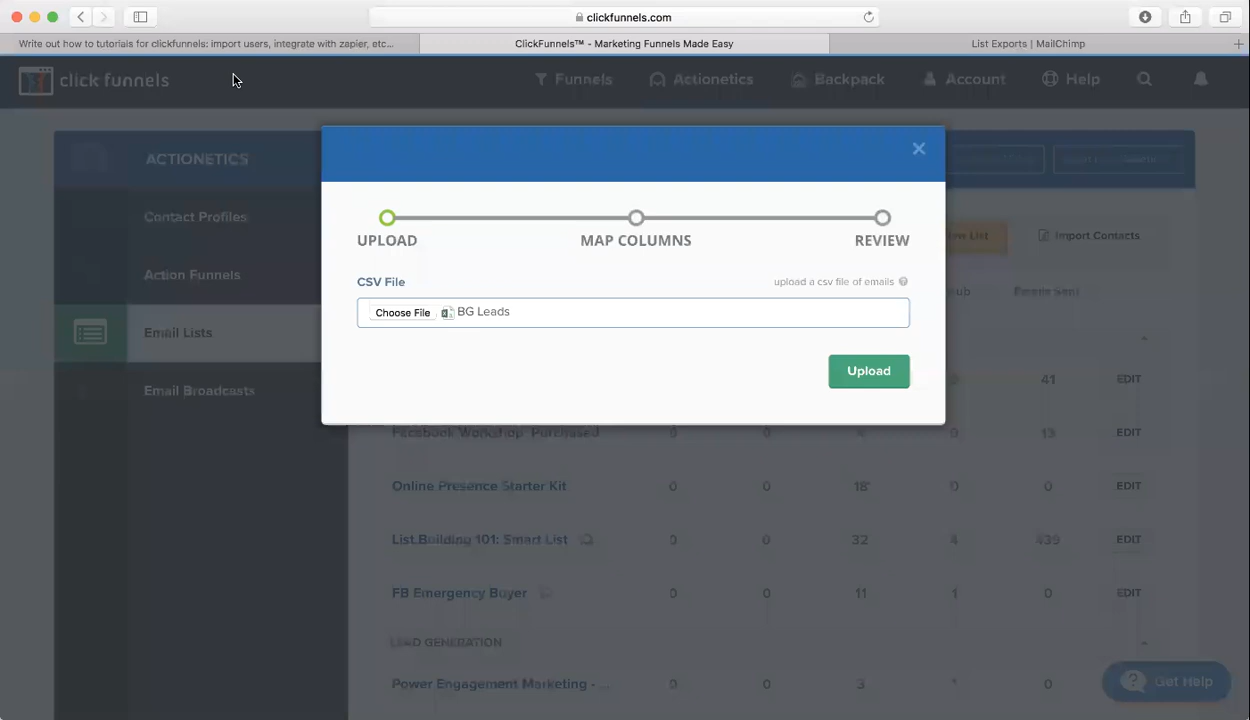 clickfunnels.com
Write out how to tutorials for clickfunnels: import users, integrate with zapier, etc...
ClickFunnels™ - Marketing Funnels Made Easy
List Exports | MailChimp
click funnels
Funnels
Actionetics
Backpack
Account
Help
ACTIONETICS
Contact Profiles
Action Funnels
Email Lists
Email Broadcasts
UPLOAD
MAP COLUMNS
REVIEW
CSV File
upload a csv file of emails
Choose File BG Leads
Upload
List
Import Contacts
41 EDIT
Facebook Workshop Purchased 0 0 13 EDIT
Online Presence Starter Kit 0 0 18 0 0 EDIT
List Building 101: Smart List 0 0 32 4 439 EDIT
FB Emergency Buyer 0 0 11 1 0 EDIT
LEAD GENERATION
Power Engagement Marketing - ... 0 0 3 0 EDIT
Get Help